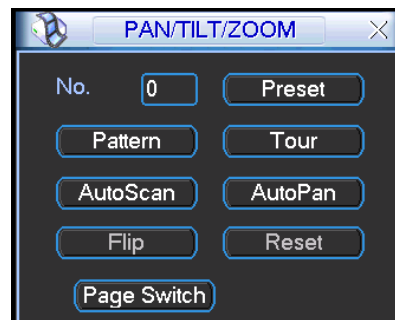 PAN/TILT/ZOOM
No. 0 Preset
Pattern Tour
AutoScan AutoPan
Flip Reset
Page Switch